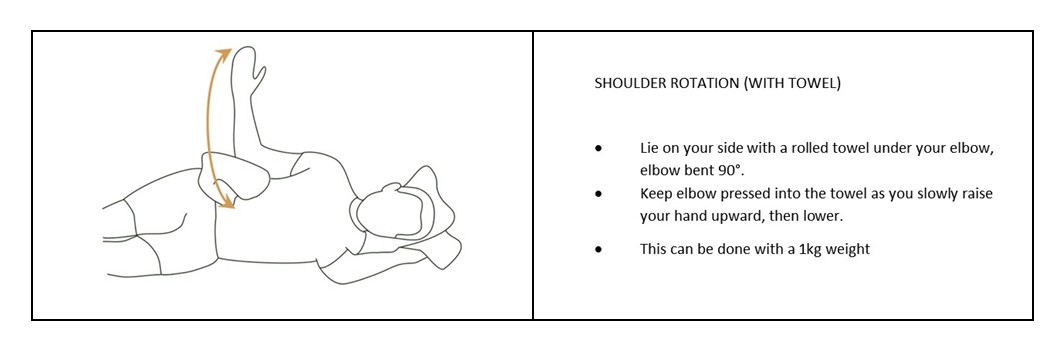 SHOULDER ROTATION (WITH TOWEL)
• Lie on your side with a rolled towel under your elbow,
elbow bent 90°.
• Keep elbow pressed into the towel as you slowly raise
your hand upward, then lower.
• This can be done with a 1kg weight